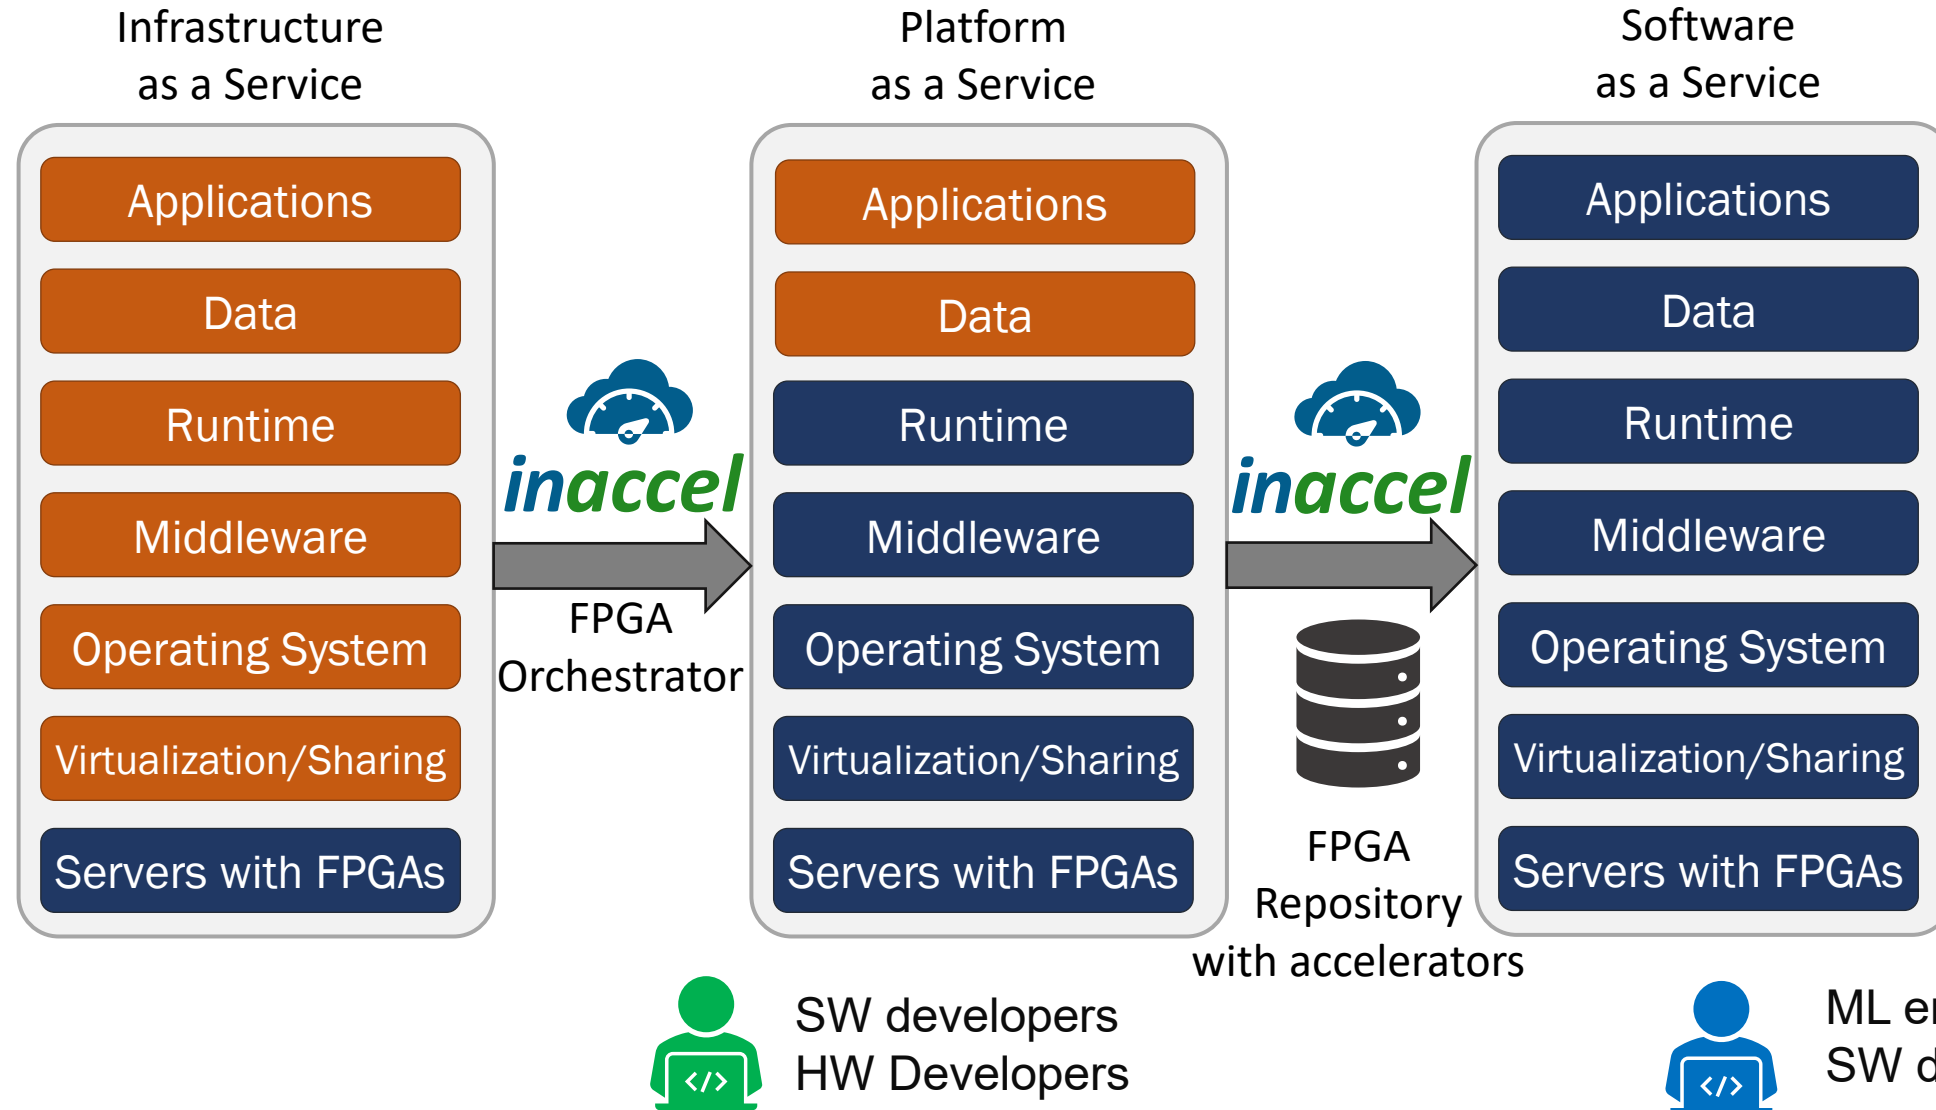 Infrastructure
as a Service
Applications
Data
Runtime
Middleware
Operating System
Virtualization/Sharing
Servers with FPGAs
inaccel
FPGA
Orchestrator
Platform
as a Service
Applications
Data
Runtime
Middleware
Operating System
Virtualization/Sharing
Servers with FPGAs
inaccel
FPGA
Repository
with accelerators
Software
as a Service
Applications
Data
Runtime
Middleware
Operating System
Virtualization/Sharing
Servers with FPGAs
</>
SW developers
HW Developers
</>
ML
SW